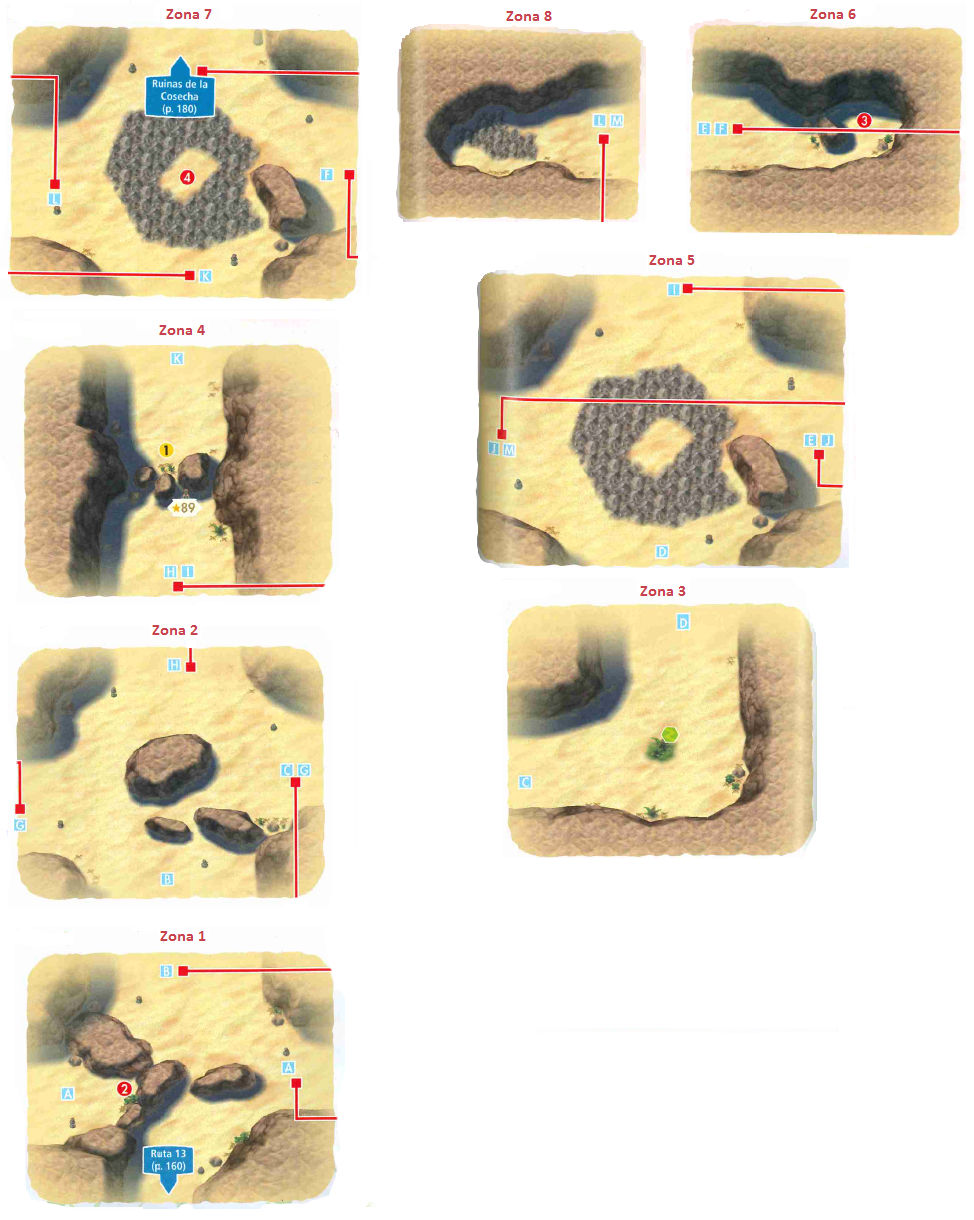 Zona 7
Zona 8
Zona 6
Ruinas de la
Cosecha
(p. 180)
4
L
F
K
L M
E F
3
Zona 5
I
J M
E J
D
Zona 4
K
1
★89
H I
Zona 3
D
C
Zona 2
H
C G
G
B
Zona 1
B
A
A
2
Ruta 13
(p. 160)